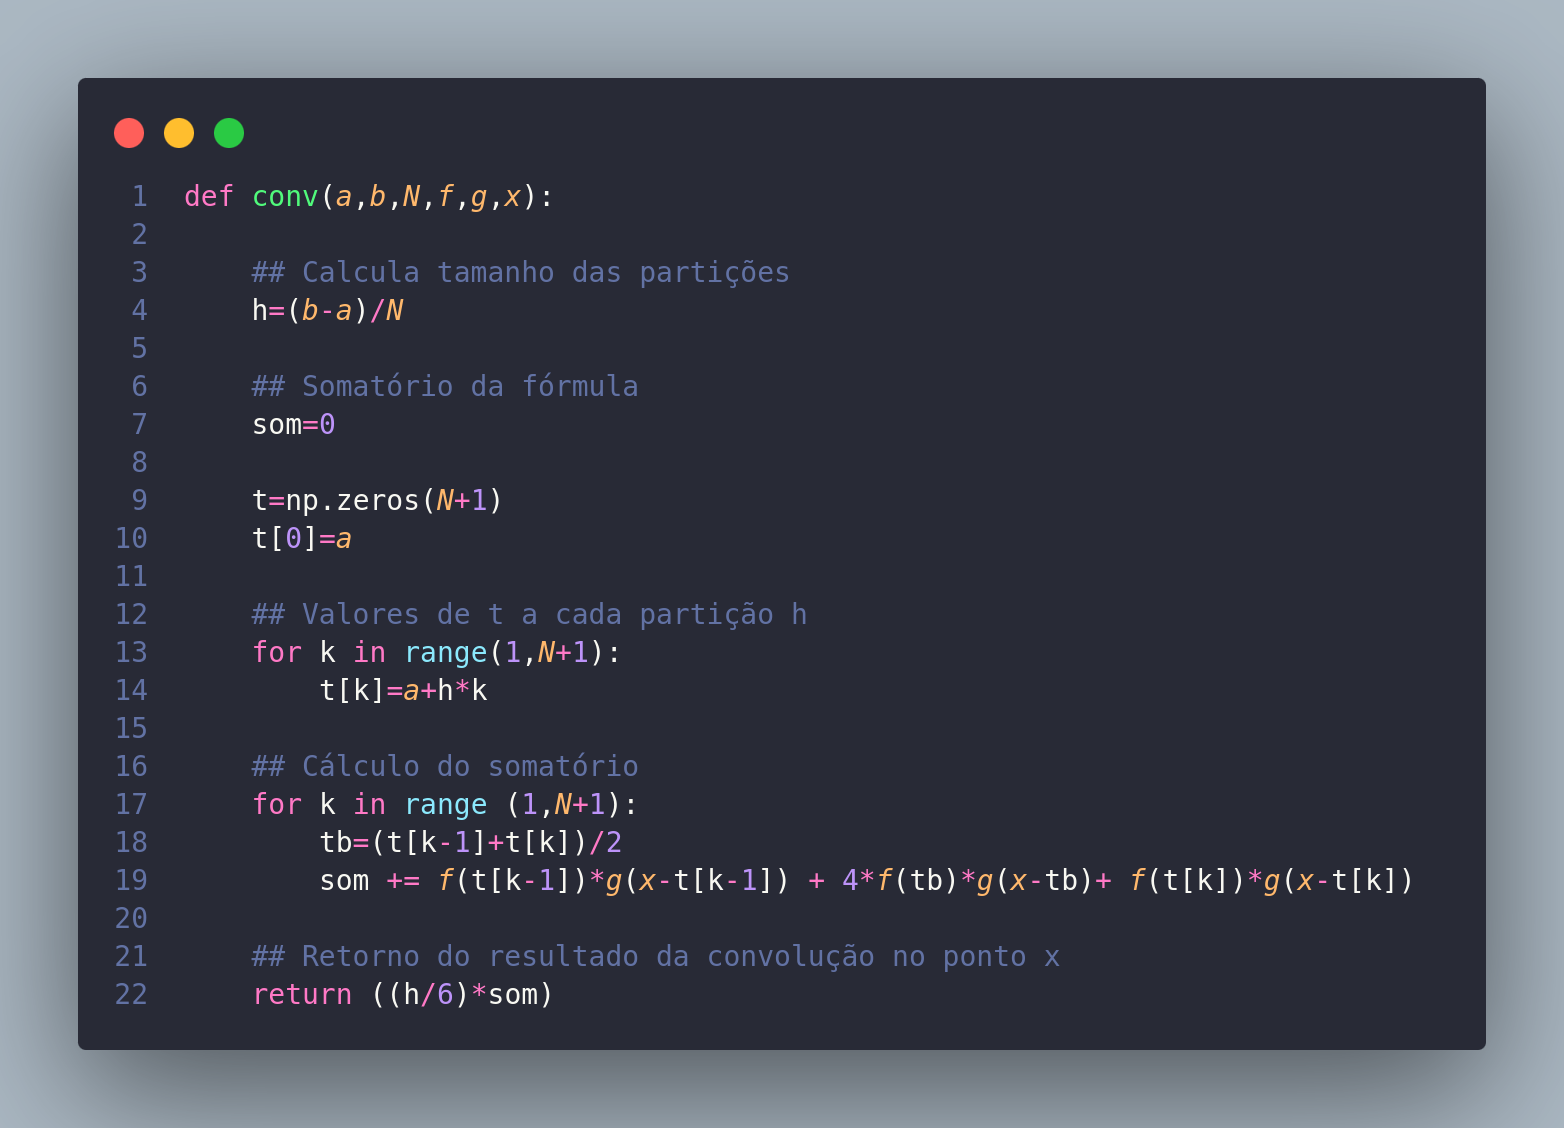 1 def conv(a,b,N,f,g,x):
2
3     ## Calcula tamanho das partições
4     h=(b-a)/N
5
6     ## Somatório da fórmula
7     som=0
8
9     t=np.zeros(N+1)
10     t[0]=a
11
12     ## Valores de t a cada partição h
13     for k in range(1,N+1):
14         t[k]=a+h*k
15
16     ## Cálculo do somatório
17     for k in range (1,N+1):
18         tb=(t[k-1]+t[k])/2
19         som += f(t[k-1])*g(x-t[k-1]) + 4*f(tb)*g(x-tb)+ f(t[k])*g(x-t[k])
20
21     ## Retorno do resultado da convolução no ponto x
22     return ((h/6)*som)